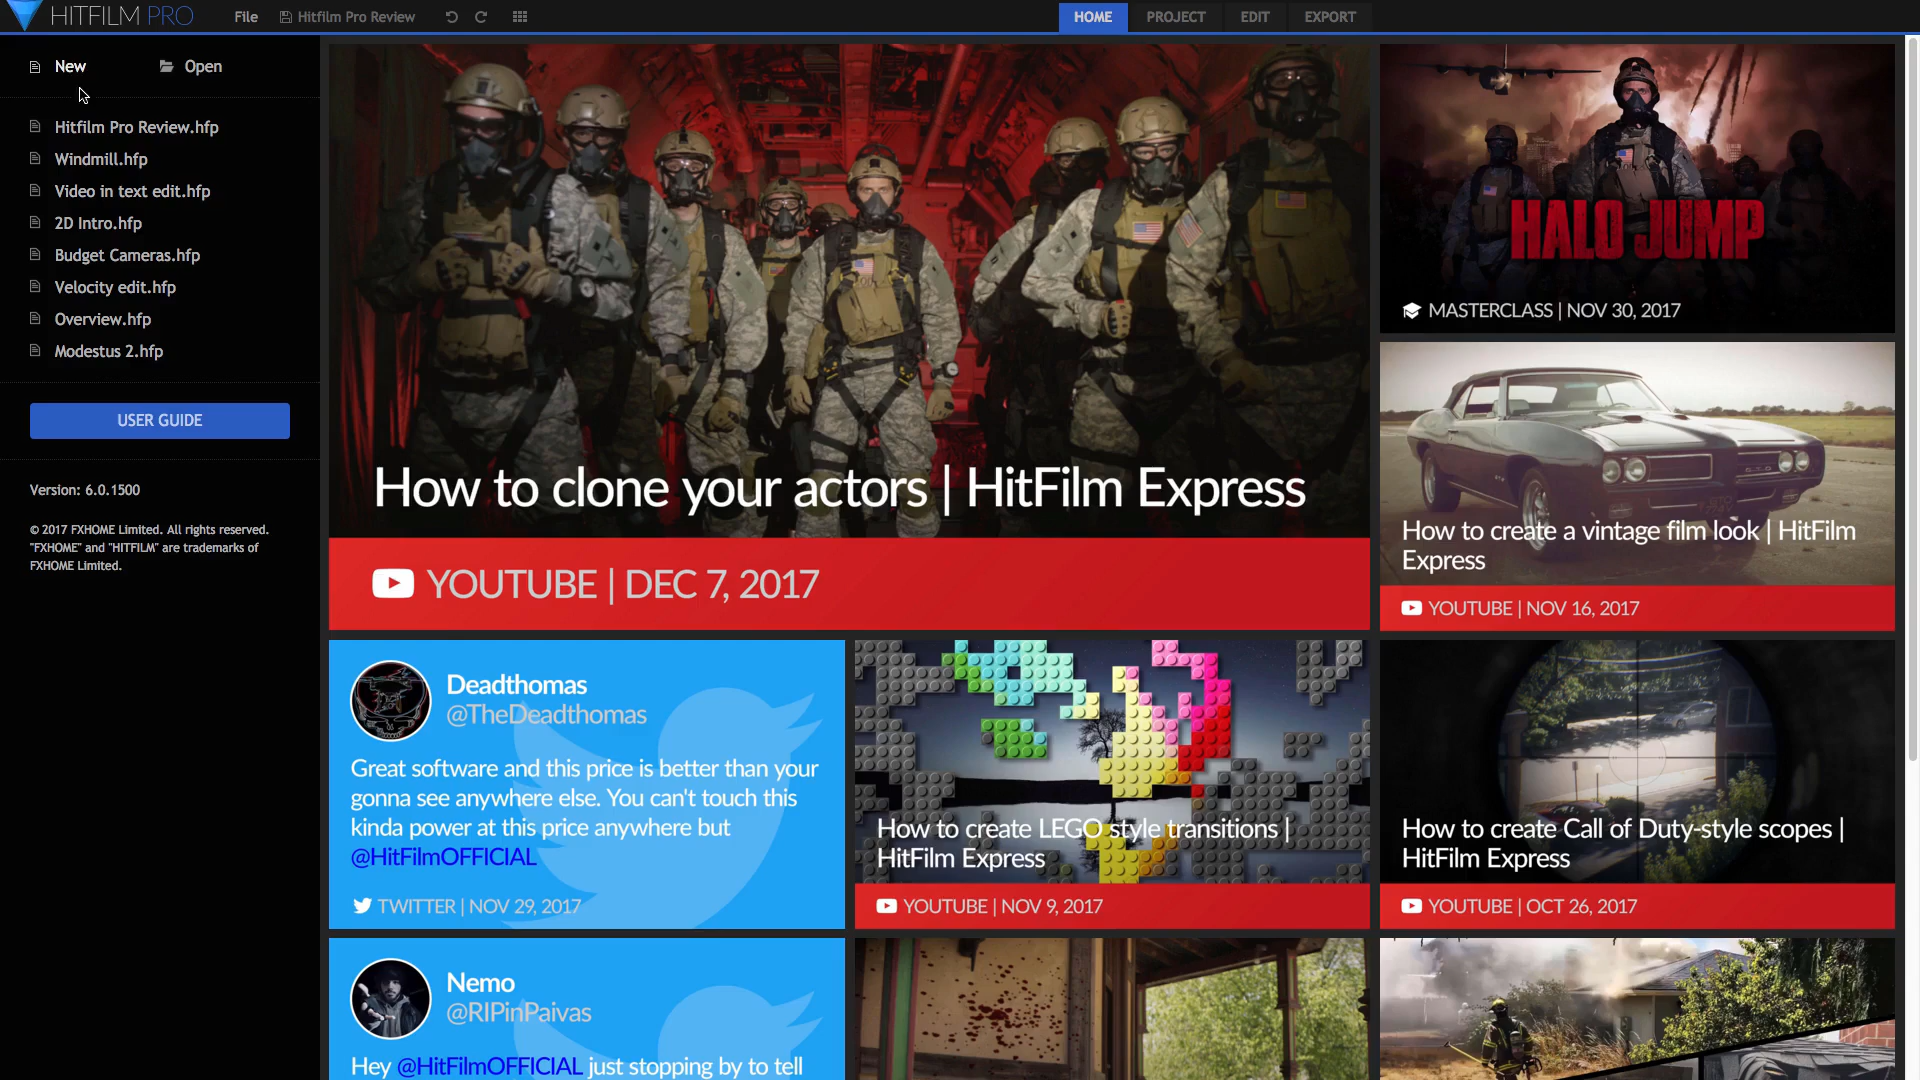 HITFILM PRO
File
Hitfilm Pro Review
HOME
PROJECT
EDIT
EXPORT
New
Open
Hitfilm Pro Review.hfp
Windmill.hfp
Video in text edit.hfp
2D Intro.hfp
Budget Cameras.hfp
Velocity edit.hfp
Overview.hfp
Modestus 2.hfp
USER GUIDE
Version: 6.0.1500
© 2017 FXHOME Limited. All rights reserved.
"FXHOME" and "HITFILM" are trademarks of
FXHOME Limited.
How to clone your actors | HitFilm Express
YOUTUBE | DEC 7, 2017
HALO JUMP
MASTERCLASS | NOV 30, 2017
How to create a vintage film look | HitFilm
Express
YOUTUBE | NOV 16, 2017
Deadthomas
@TheDeadthomas
Great software and this price is better than your
gonna see anywhere else. You can't touch this
kinda power at this price anywhere but
@HitFilmOFFICIAL
TWITTER | NOV 29, 2017
How to create LEGO style transitions |
HitFilm Express
YOUTUBE | NOV 9, 2017
How to create Call of Duty-style scopes |
HitFilm Express
YOUTUBE | OCT 26, 2017
Nemo
@RIPinPaivas
Hey @HitFilmOFFICIAL just stopping by to tell